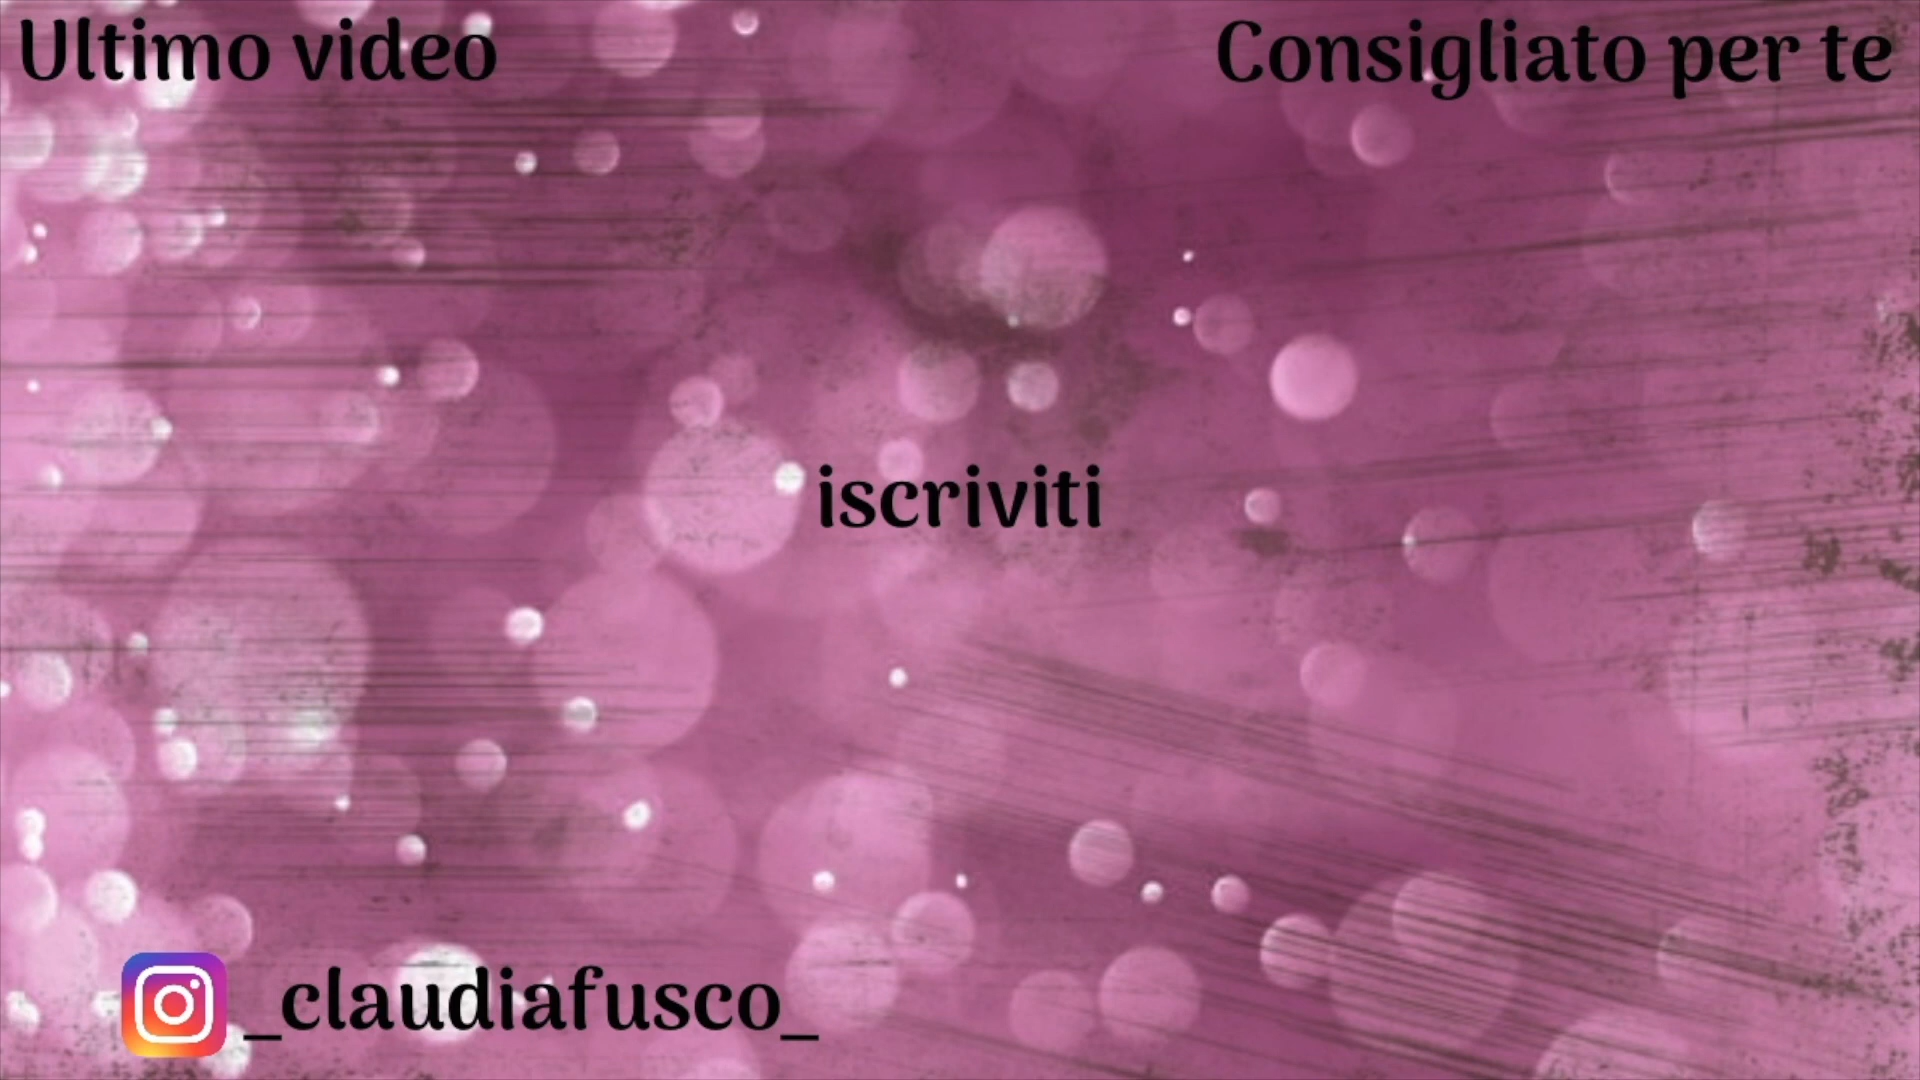 Ultimo video
Consigliato per te
iscriviti
_claudiafusco_